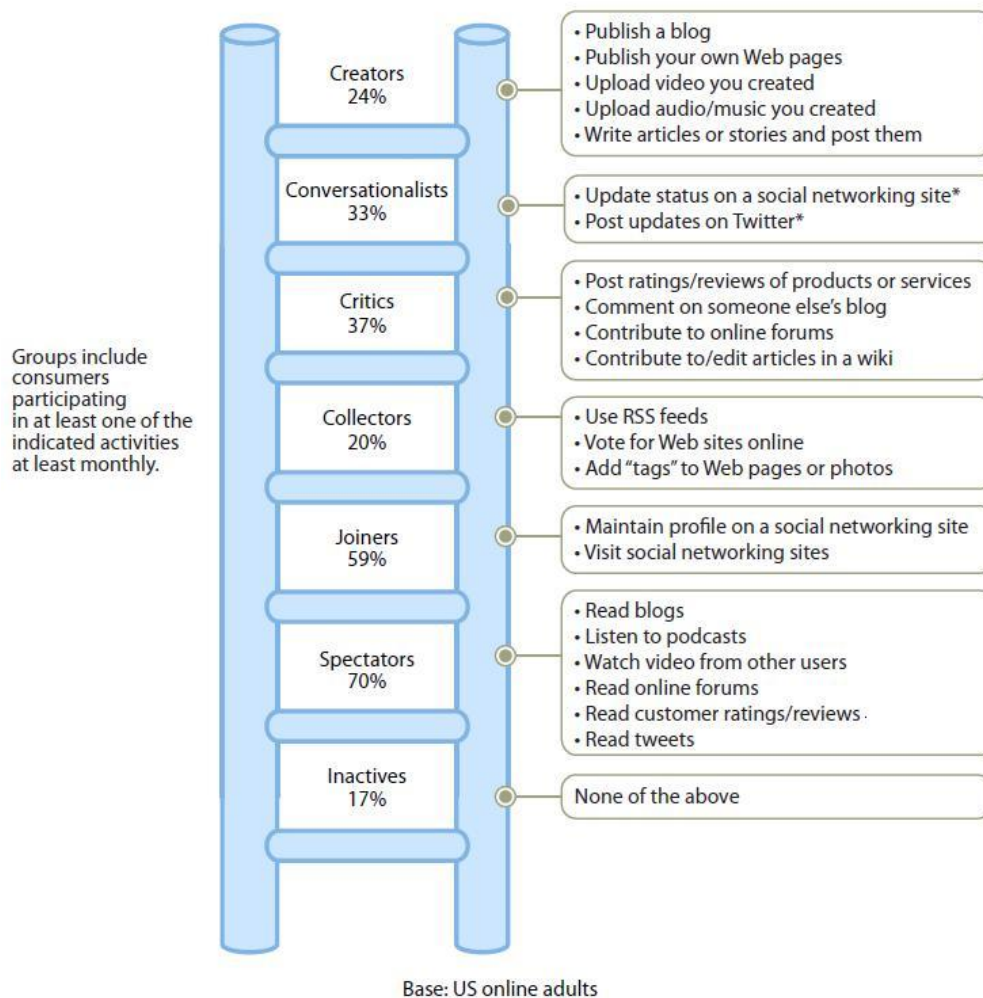 Creators
24%
• Publish a blog
• Publish your own Web pages
• Upload video you created
• Upload audio/music you created
• Write articles or stories and post them
Conversationalists
33%
• Update status on a social networking site*
• Post updates on Twitter*
Critics
37%
• Post ratings/reviews of products or services
• Comment on someone else's blog
• Contribute to online forums
• Contribute to/edit articles in a wiki
Groups include
consumers
participating
in at least one of the
indicated activities
at least monthly.
Collectors
20%
• Use RSS feeds
• Vote for Web sites online
• Add “tags” to Web pages or photos
Joiners
59%
• Maintain profile on a social networking site
• Visit social networking sites
Spectators
70%
• Read blogs
• Listen to podcasts
• Watch video from other users
• Read online forums
• Read customer ratings/reviews .
• Read tweets
Inactives
17%
None of the above
Base: US online adults